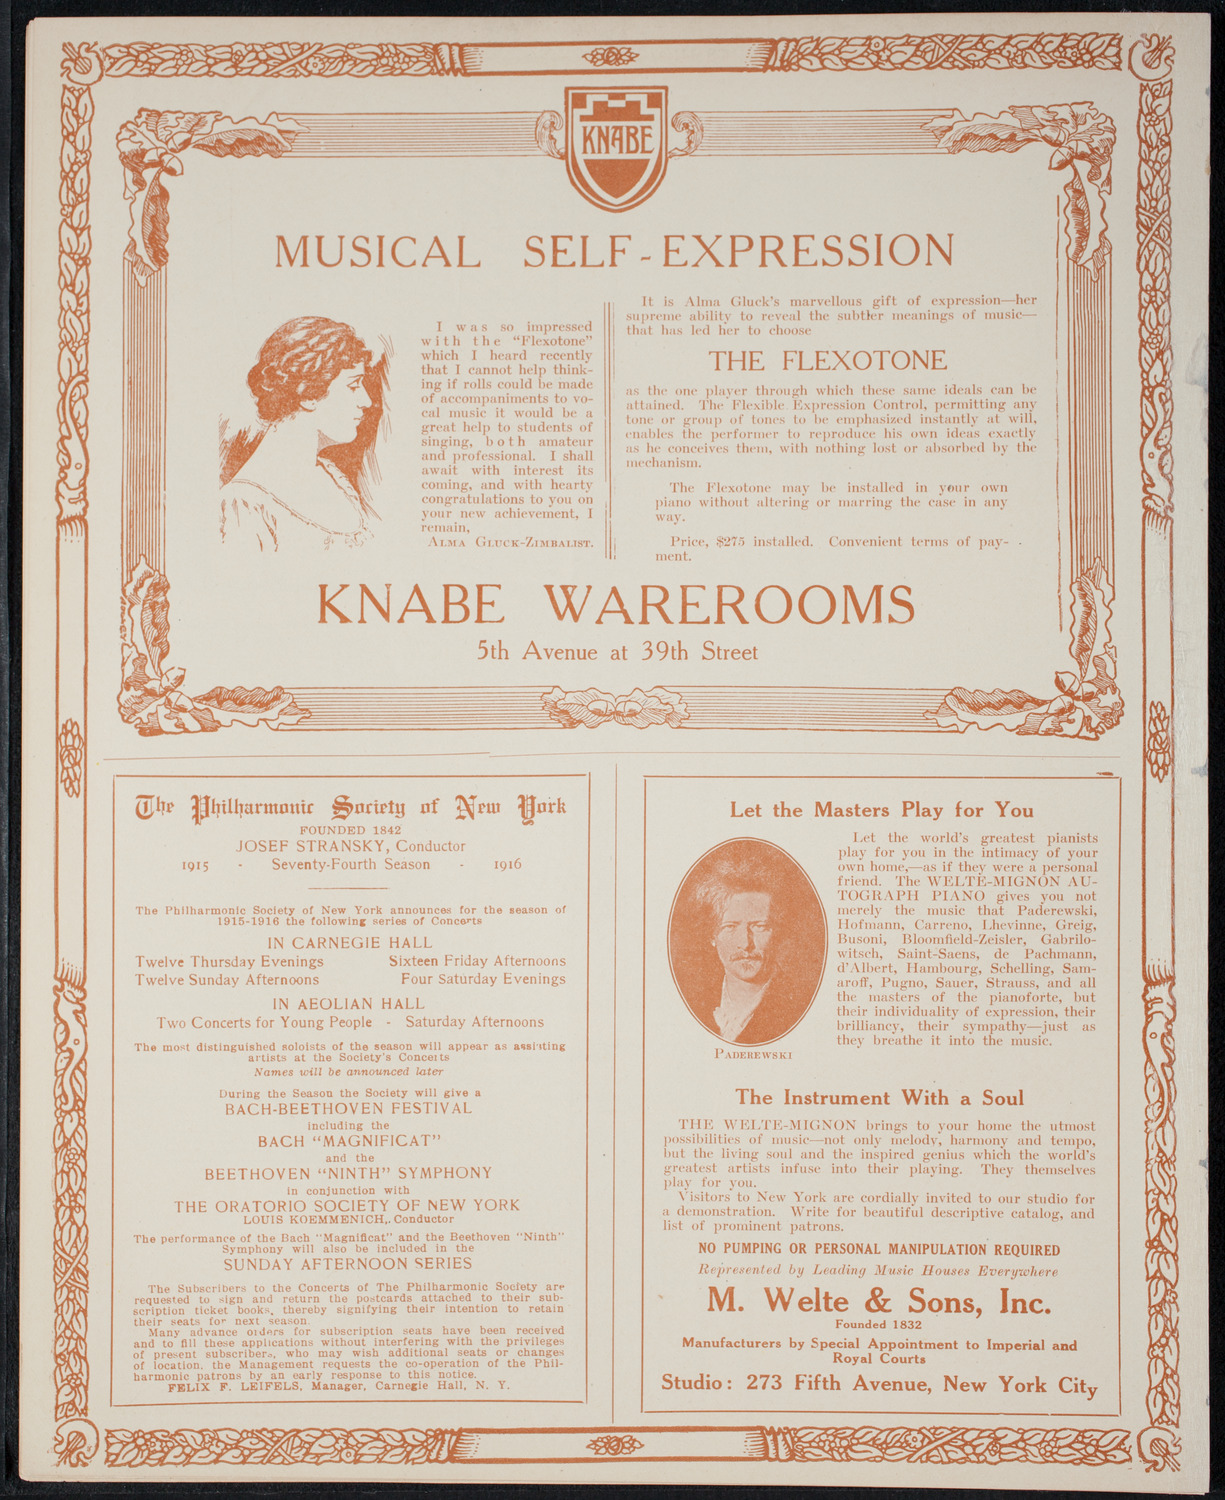 KNABE
MUSICAL SELF-EXPRESSION
I was so impressed
with the “Flexotone”
which I heard recently
that I cannot help think-
ing if rolls could be made
of accompaniments to vo-
cal music it would be a
great help to students of
singing, both amateur
and professional. I shall
await with interest its
coming, and with hearty
congratulations to you on
your new achievement, I
remain,
ALMA GLUCK-ZIMBALIST.
It is Alma Gluck's marvellous gift of expression—her
supreme ability to reveal the subtler meanings of music—
that has led her to choose
THE FLEXOTONE
as the one player through which these same ideals can be
attained. The Flexible Expression Control, permitting any
tone or group of tones to be emphasized instantly at will,
enables the performer to reproduce his own ideas exactly
as he conceives them, with nothing lost or absorbed by the
mechanism.
The Flexotone may be installed in your own
piano without altering or marring the case in any
way.
Price, $275 installed. Convenient terms of pay-
ment.
KNABE WAREROOMS
5th Avenue at 39th Street
The Philharmonic Society of New York
FOUNDED 1842
JOSEF STRANSKY, Conductor
1915 - Seventy-Fourth Season - 1916
The Philharmonic Society of New York announces for the season of
1915-1916 the following series of Concerts
IN CARNEGIE HALL
Twelve Thursday Evenings Sixteen Friday Afternoons
Twelve Sunday Afternoons Four Saturday Evenings
IN AEOLIAN HALL
Two Concerts for Young People - Saturday Afternoons
The most distinguished soloists of the season will appear as assisting
artists at the Society's Concerts
Names will be announced later
During the Season the Society will give a
BACH-BEETHOVEN FESTIVAL
including the
BACH “MAGNIFICAT”
and the
BEETHOVEN “NINTH” SYMPHONY
in conjunction with
THE ORATORIO SOCIETY OF NEW YORK
LOUIS KOEMMENICH, Conductor
The performance of the Bach “Magnificat” and the Beethoven “Ninth”
Symphony will also be included in the
SUNDAY AFTERNOON SERIES
The Subscribers to the Concerts of The Philharmonic Society are
requested to sign and return the postcards attached to their sub-
scription ticket books, thereby signifying their intention to retain
their seats for next season.
Many advance orders for subscription seats have been received
and to fill these applications without interfering with the privileges
of present subscribers, who may wish additional seats or changes
of location, the Management requests the co-operation of the Phil-
harmonic patrons by an early response to this notice.
FELIX F. LEIFELS, Manager, Carnegie Hall, N. Y.
Let the Masters Play for You
Let the world's greatest pianists
play for you in the intimacy of your
own home,—as if they were a personal
friend. The WELTE-MIGNON AU-
TOGRAPH PIANO gives you not
merely the music that Paderewski,
Hofmann, Carreno, Lhevinne, Greig,
Busoni, Bloomfield-Zeisler, Gabrilo-
witsch, Saint-Saens, de Pachmann,
d'Albert, Hambourg, Schelling, Sam-
aroff, Pugno, Sauer, Strauss, and all
the masters of the pianoforte, but
their individuality of expression, their
brilliancy, their sympathy—just as
they breathe it into the music.
PADEREWSKI
The Instrument With a Soul
THE WELTE-MIGNON brings to your home the utmost
possibilities of music—not only melody, harmony and tempo,
but the living soul and the inspired genius which the world's
greatest artists infuse into their playing. They themselves
play for you.
Visitors to New York are cordially invited to our studio for
a demonstration. Write for beautiful descriptive catalog, and
list of prominent patrons.
NO PUMPING OR PERSONAL MANIPULATION REQUIRED
Represented by Leading Music Houses Everywhere
M. Welte & Sons, Inc.
Founded 1832
Manufacturers by Special Appointment to Imperial and
Royal Courts
Studio: 273 Fifth Avenue, New York City